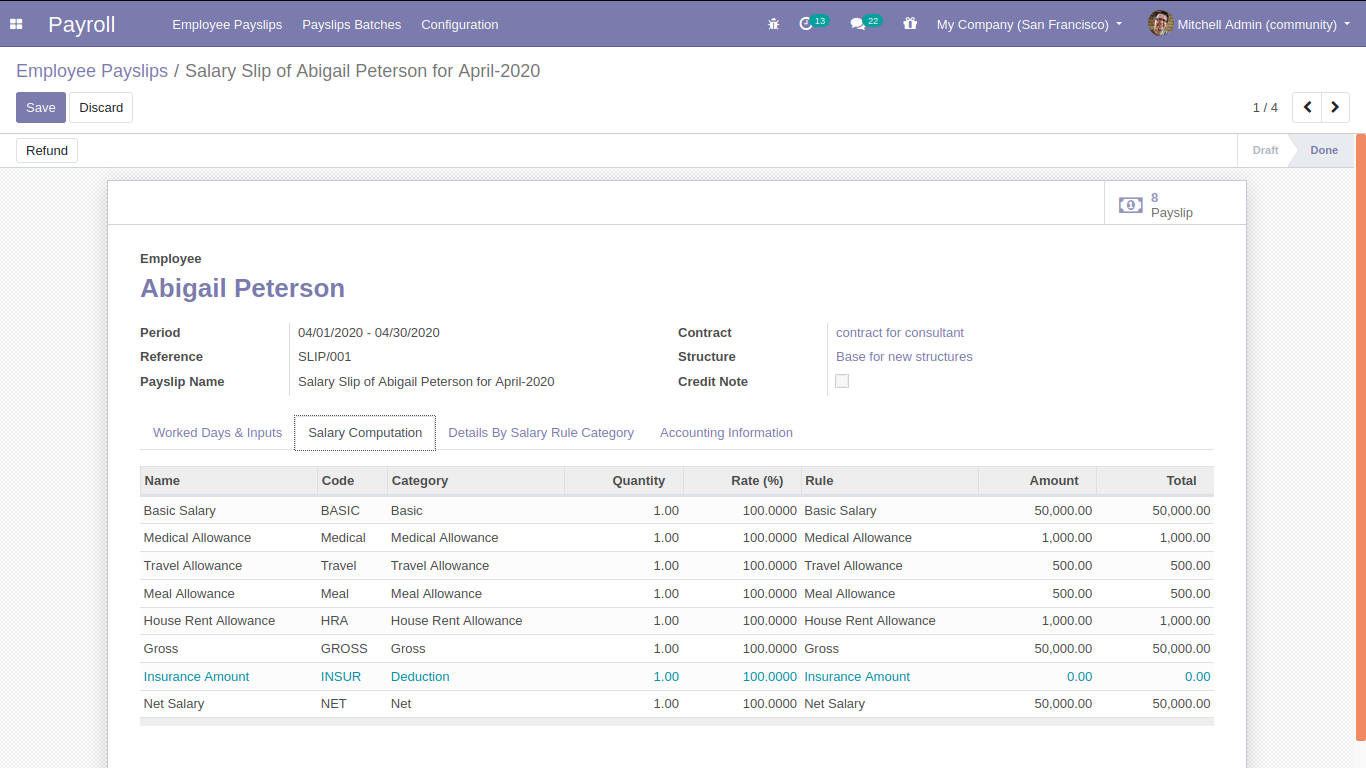 Payroll Employee Payslips Payslips Batches Configuration 13 22 My Company (San Francisco) Mitchell Admin (community)
Employee Payslips / Salary Slip of Abigail Peterson for April-2020
Save Discard 1 / 4
Refund Draft Done
8
Payslip
Employee
Abigail Peterson
Period 04/01/2020 - 04/30/2020 Contract contract for consultant
Reference SLIP/001 Structure Base for new structures
Payslip Name Salary Slip of Abigail Peterson for April-2020 Credit Note
Worked Days & Inputs Salary Computation Details By Salary Rule Category Accounting Information
Name Code Category Quantity Rate (%) Rule Amount Total
Basic Salary BASIC Basic 1.00 100.0000 Basic Salary 50,000.00 50,000.00
Medical Allowance Medical Medical Allowance 1.00 100.0000 Medical Allowance 1,000.00 1,000.00
Travel Allowance Travel Travel Allowance 1.00 100.0000 Travel Allowance 500.00 500.00
Meal Allowance Meal Meal Allowance 1.00 100.0000 Meal Allowance 500.00 500.00
House Rent Allowance HRA House Rent Allowance 1.00 100.0000 House Rent Allowance 1,000.00 1,000.00
Gross GROSS Gross 1.00 100.0000 Gross 50,000.00 50,000.00
Insurance Amount INSUR Deduction 1.00 100.0000 Insurance Amount 0.00 0.00
Net Salary NET Net 1.00 100.0000 Net Salary 50,000.00 50,000.00